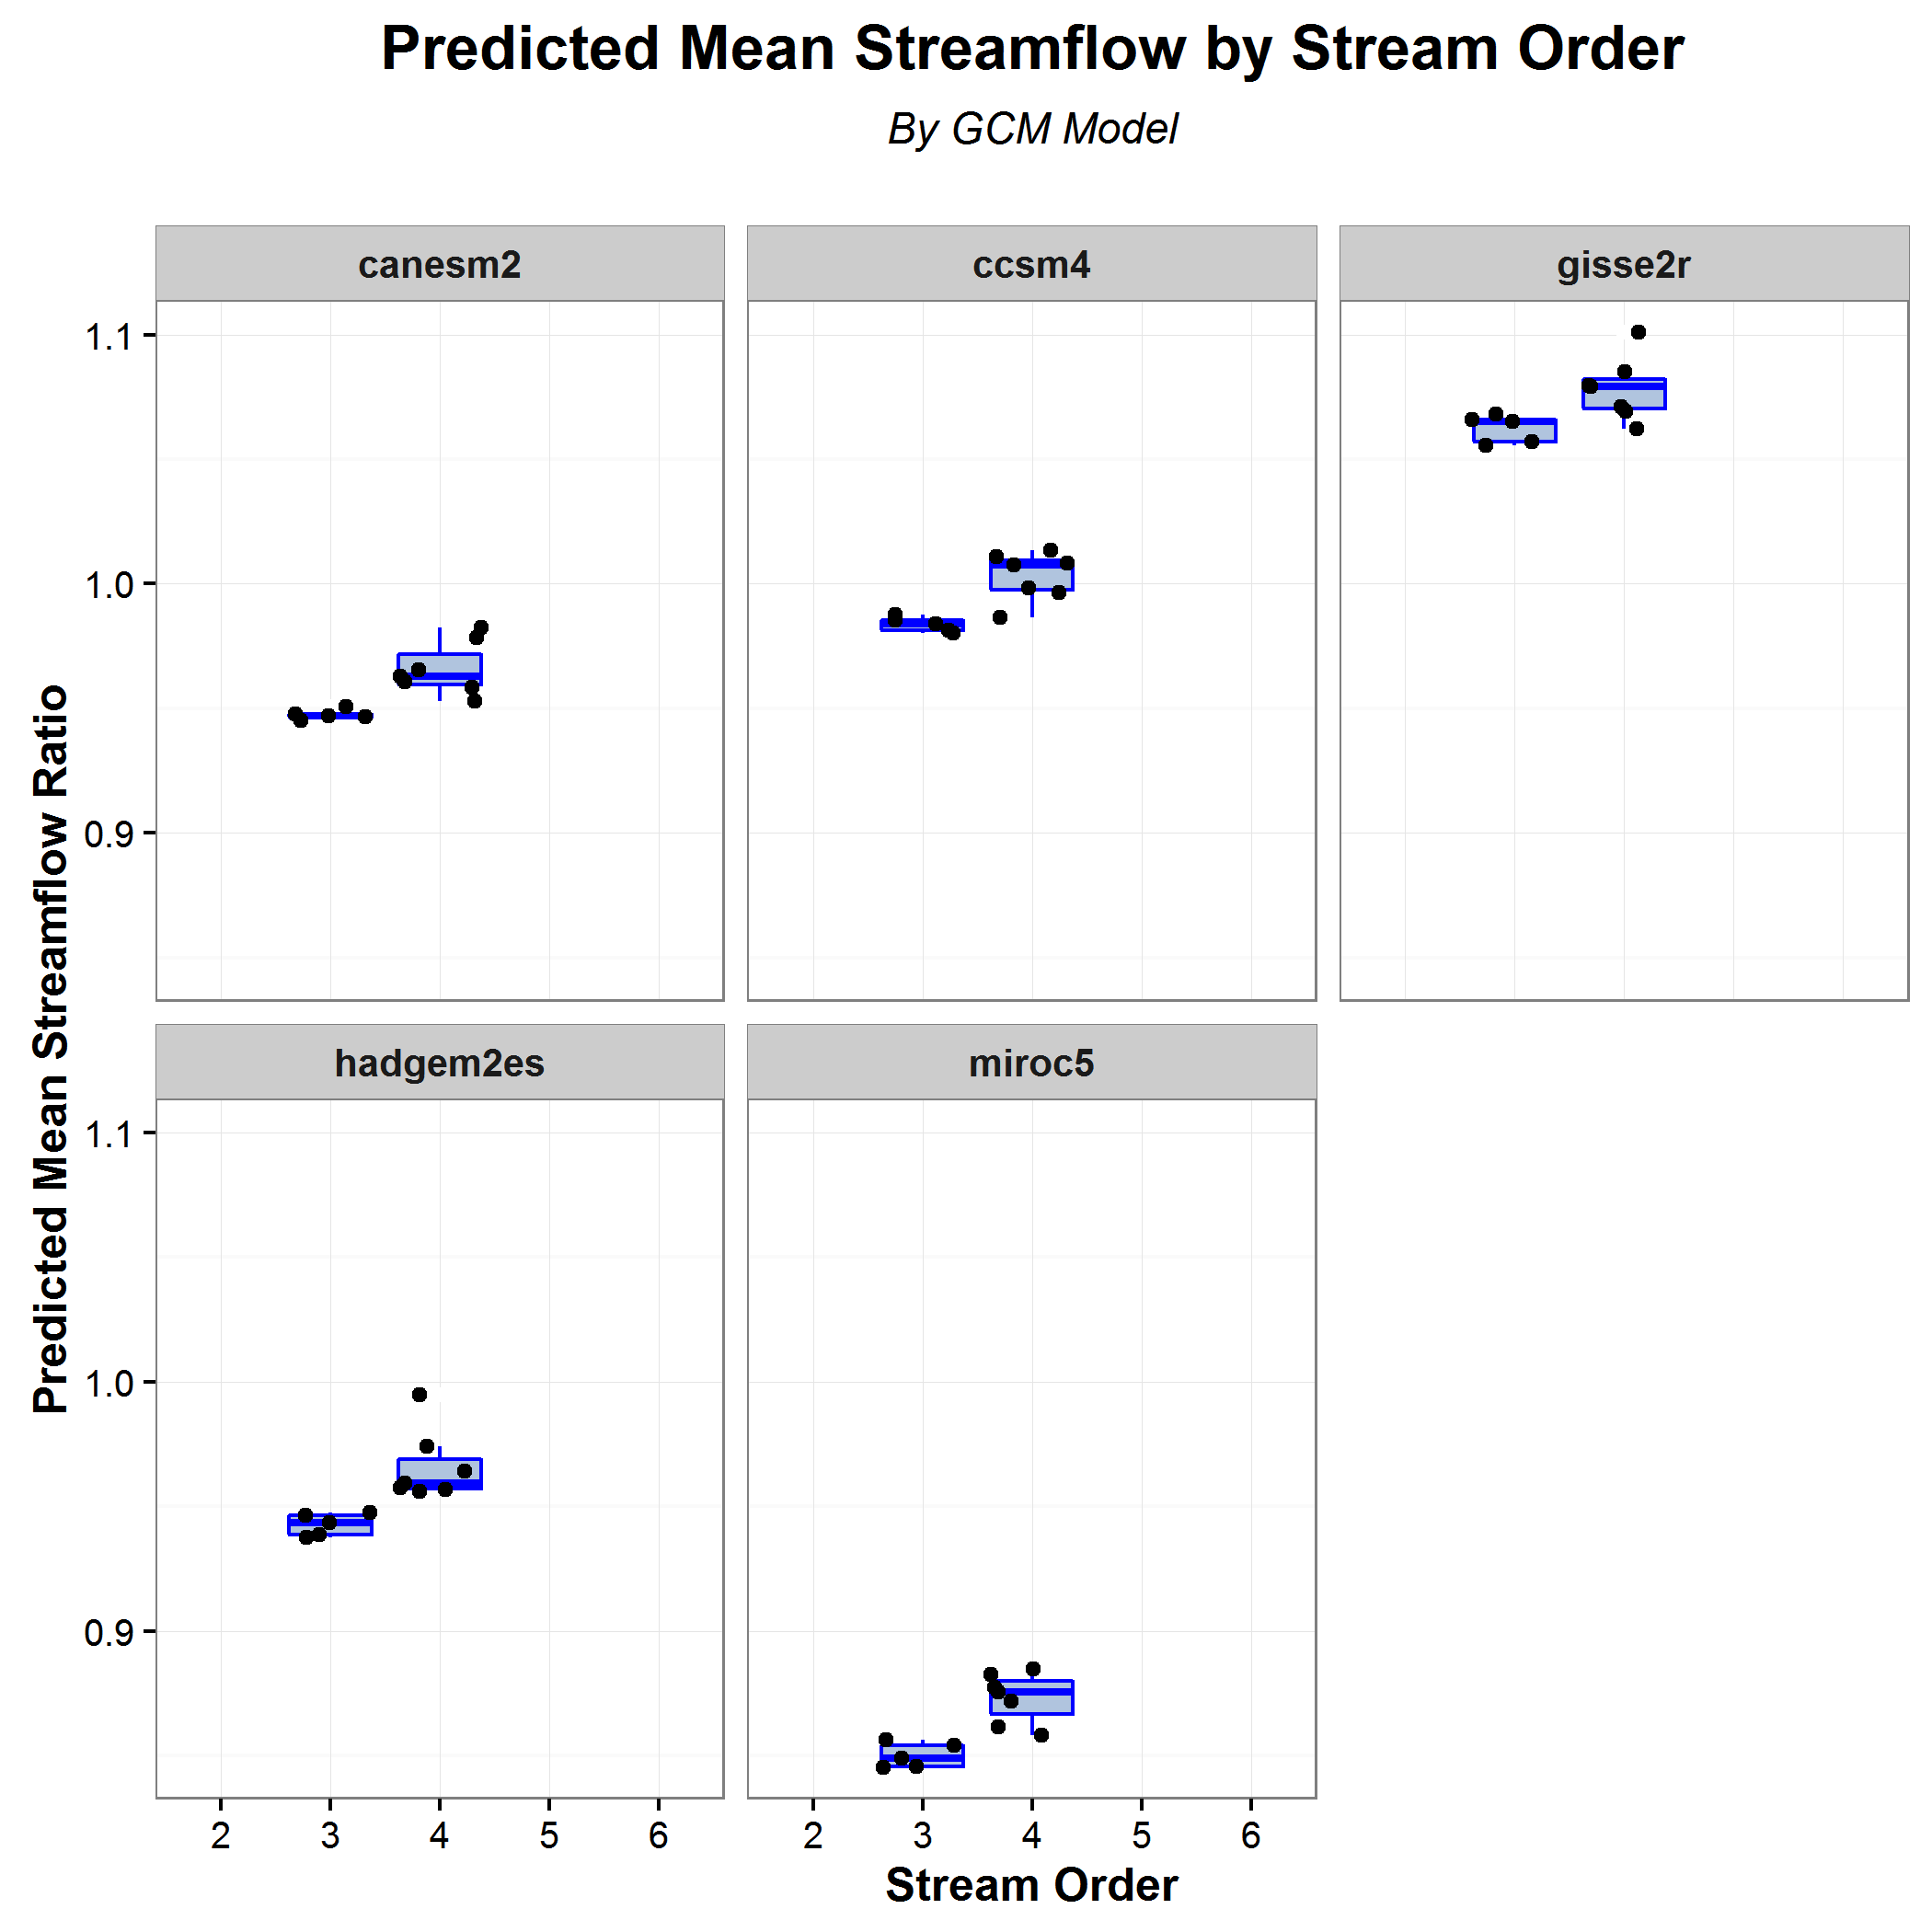 Predicted Mean Streamflow by Stream Order
By GCM Model
canesm2
ccsm4
gisse2r
1.1
1.0
0.9
hadgem2es
miroc5
1.1
1.0
0.9
Predicted Mean Streamflow Ratio
2 3 4 5 6
2 3 4 5 6
Stream Order